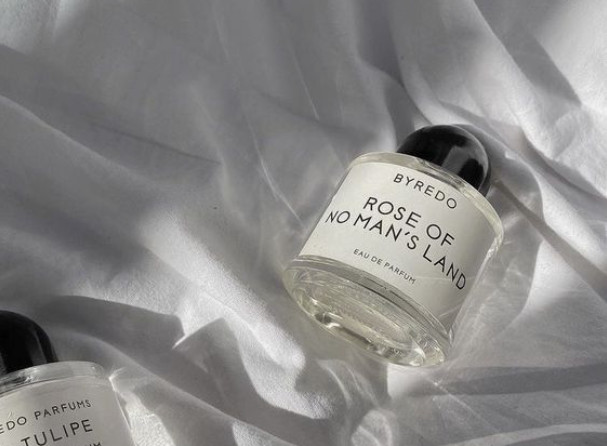 BYREDO
ROSE OF
NO MAN'S LAND
EAU DE PARFUM
EDO PARFUMS
TULIPE